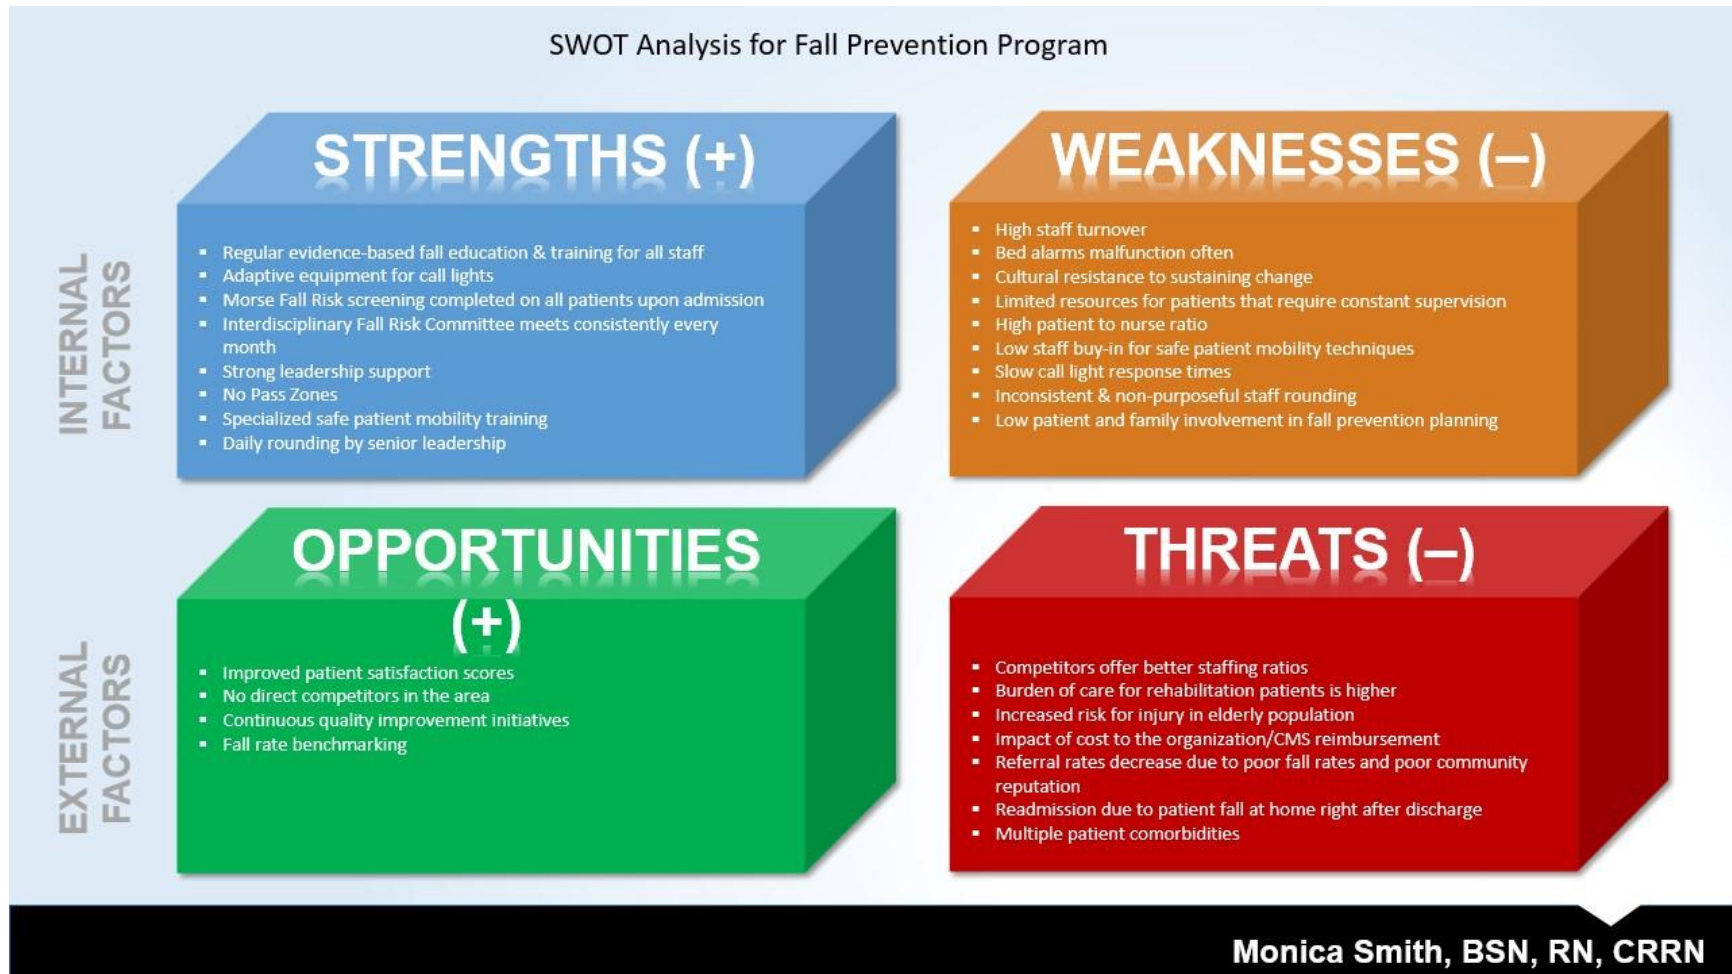 SWOT Analysis for Fall Prevention Program
INTERNAL
FACTORS
STRENGTHS (+)
▪ Regular evidence-based fall education & training for all staff
▪ Adaptive equipment for call lights
▪ Morse Fall Risk screening completed on all patients upon admission
▪ Interdisciplinary Fall Risk Committee meets consistently every
month
▪ Strong leadership support
▪ No Pass Zones
▪ Specialized safe patient mobility training
▪ Daily rounding by senior leadership
WEAKNESSES (–)
▪ High staff turnover
▪ Bed alarms malfunction often
▪ Cultural resistance to sustaining change
▪ Limited resources for patients that require constant supervision
▪ High patient to nurse ratio
▪ Low staff buy-in for safe patient mobility techniques
▪ Slow call light response times
▪ Inconsistent & non-purposeful staff rounding
▪ Low patient and family involvement in fall prevention planning
EXTERNAL
FACTORS
OPPORTUNITIES
(+)
▪ Improved patient satisfaction scores
▪ No direct competitors in the area
▪ Continuous quality improvement initiatives
▪ Fall rate benchmarking
THREATS (–)
▪ Competitors offer better staffing ratios
▪ Burden of care for rehabilitation patients is higher
▪ Increased risk for injury in elderly population
▪ Impact of cost to the organization/CMS reimbursement
▪ Referral rates decrease due to poor fall rates and poor community
reputation
▪ Readmission due to patient fall at home right after discharge
▪ Multiple patient comorbidities
Monica Smith, BSN, RN, CRRN